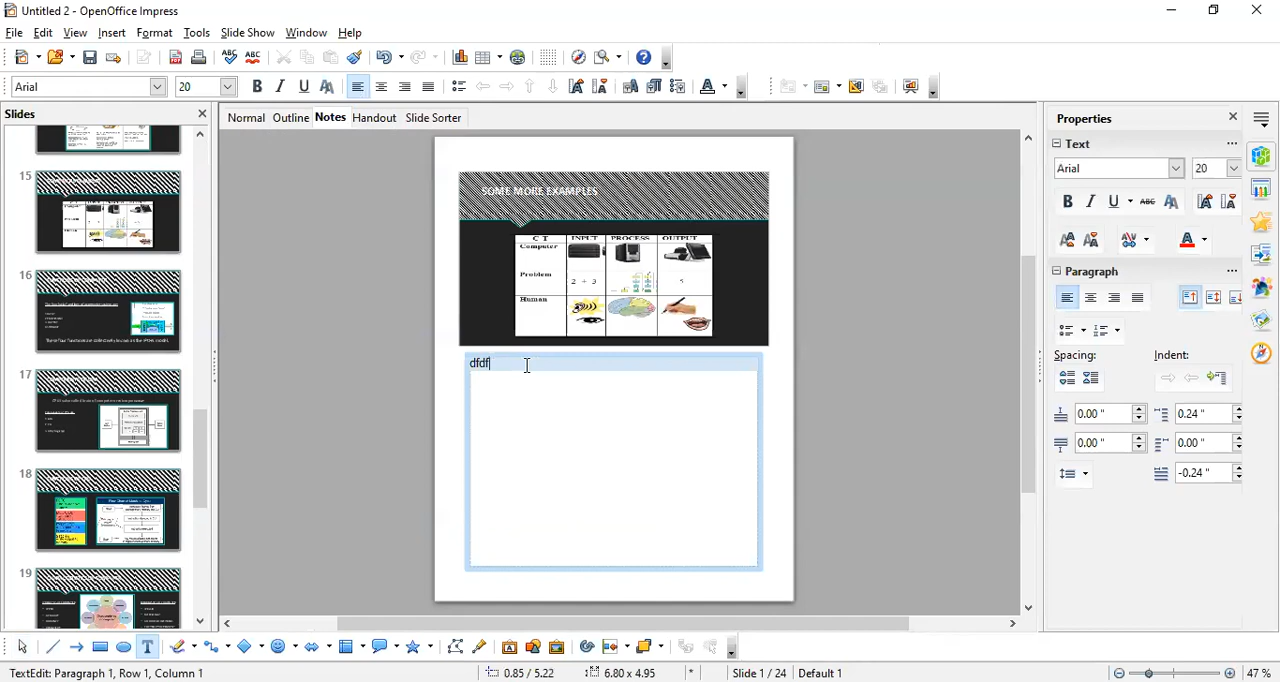 Untitled 2 - OpenOffice Impress
File Edit View Insert Format Tools Slide Show Window Help
Arial 20
Slides
Normal Outline Notes Handout Slide Sorter
Properties
Text
Arial 20
Paragraph
Spacing: Indent:
0.00 " 0.24 "
0.00 " 0.00 "
-0.24 "
15
16
17
18
19
SOME MORE EXAMPLES
C T INPUT PROCESS OUTPUT
Computer
Problem 2 + 3 5
Human
dfdf
TextEdit: Paragraph 1, Row 1, Column 1 0.85 / 5.22 6.80 x 4.95 * Slide 1 / 24 Default 1 47 %